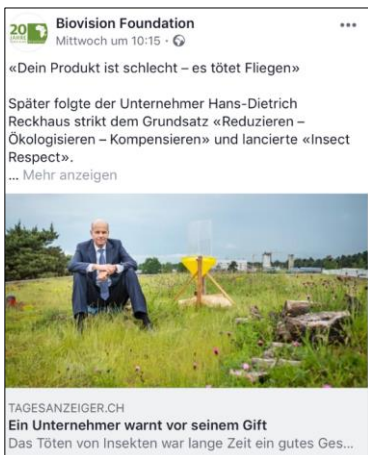 20
JAHRE
Biovision Foundation
Mittwoch um 10:15 ·
«Dein Produkt ist schlecht – es tötet Fliegen»
Später folgte der Unternehmer Hans-Dietrich
Reckhaus strikt dem Grundsatz «Reduzieren –
Ökologisieren – Kompensieren» und lancierte «Insect
Respect».
... Mehr anzeigen
TAGESANZEIGER.CH
Ein Unternehmer warnt vor seinem Gift
Das Töten von Insekten war lange Zeit ein gutes Ges...